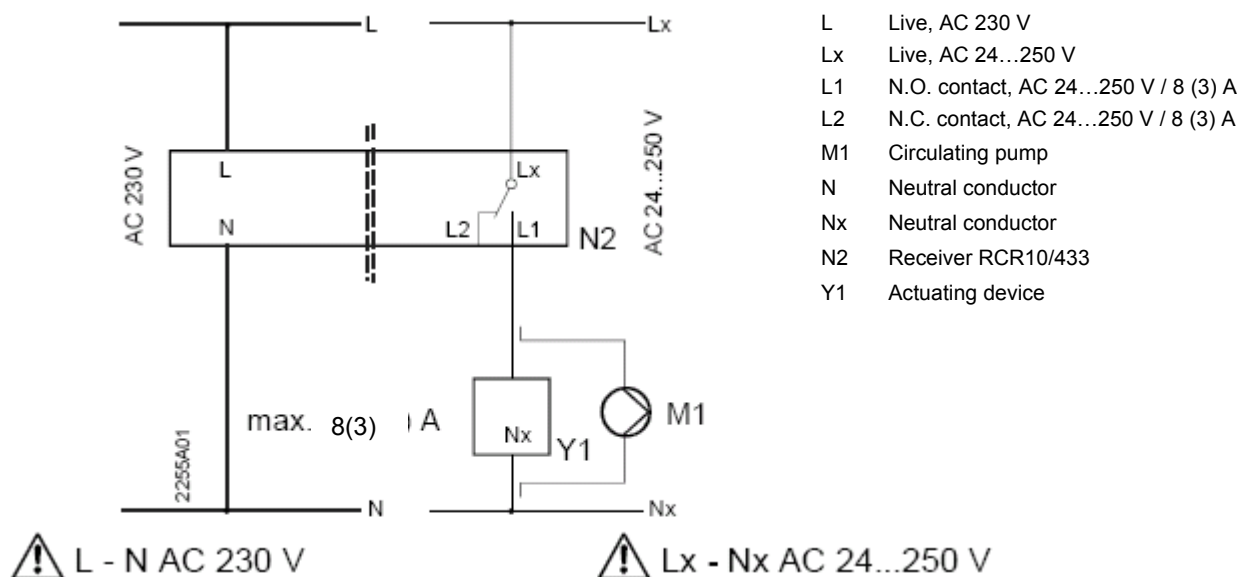 L
Lx
AC 230 V
L
N
Lx
L2
L1
N2
AC 24...250 V
max. 8(3) ) A
Nx
Y1
M1
2255A01
N
Nx
L - N AC 230 V
Lx - Nx AC 24...250 V
L Live, AC 230 V
Lx Live, AC 24…250 V
L1 N.O. contact, AC 24…250 V / 8 (3) A
L2 N.C. contact, AC 24…250 V / 8 (3) A
M1 Circulating pump
N Neutral conductor
Nx Neutral conductor
N2 Receiver RCR10/433
Y1 Actuating device